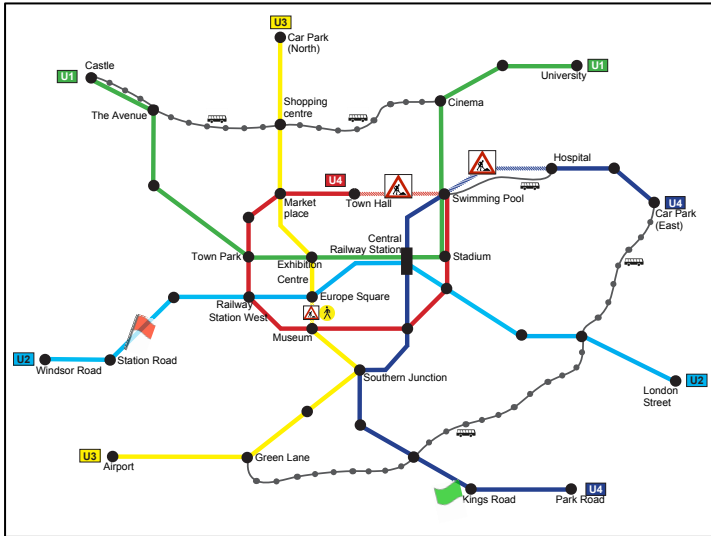 U3
Car Park
(North)
Castle
U1
U1
University
The Avenue
Shopping
centre
Cinema
Hospital
U4
Market
place
Town Hall
Swimming Pool
U4
Car Park
(East)
Central
Railway Station
Town Park
Exhibition
Centre
Stadium
Railway
Station West
Europe Square
Museum
U2
Windsor Road
Station Road
Southern Junction
U2
London
Street
U3
Airport
Green Lane
Kings Road
U4
Park Road